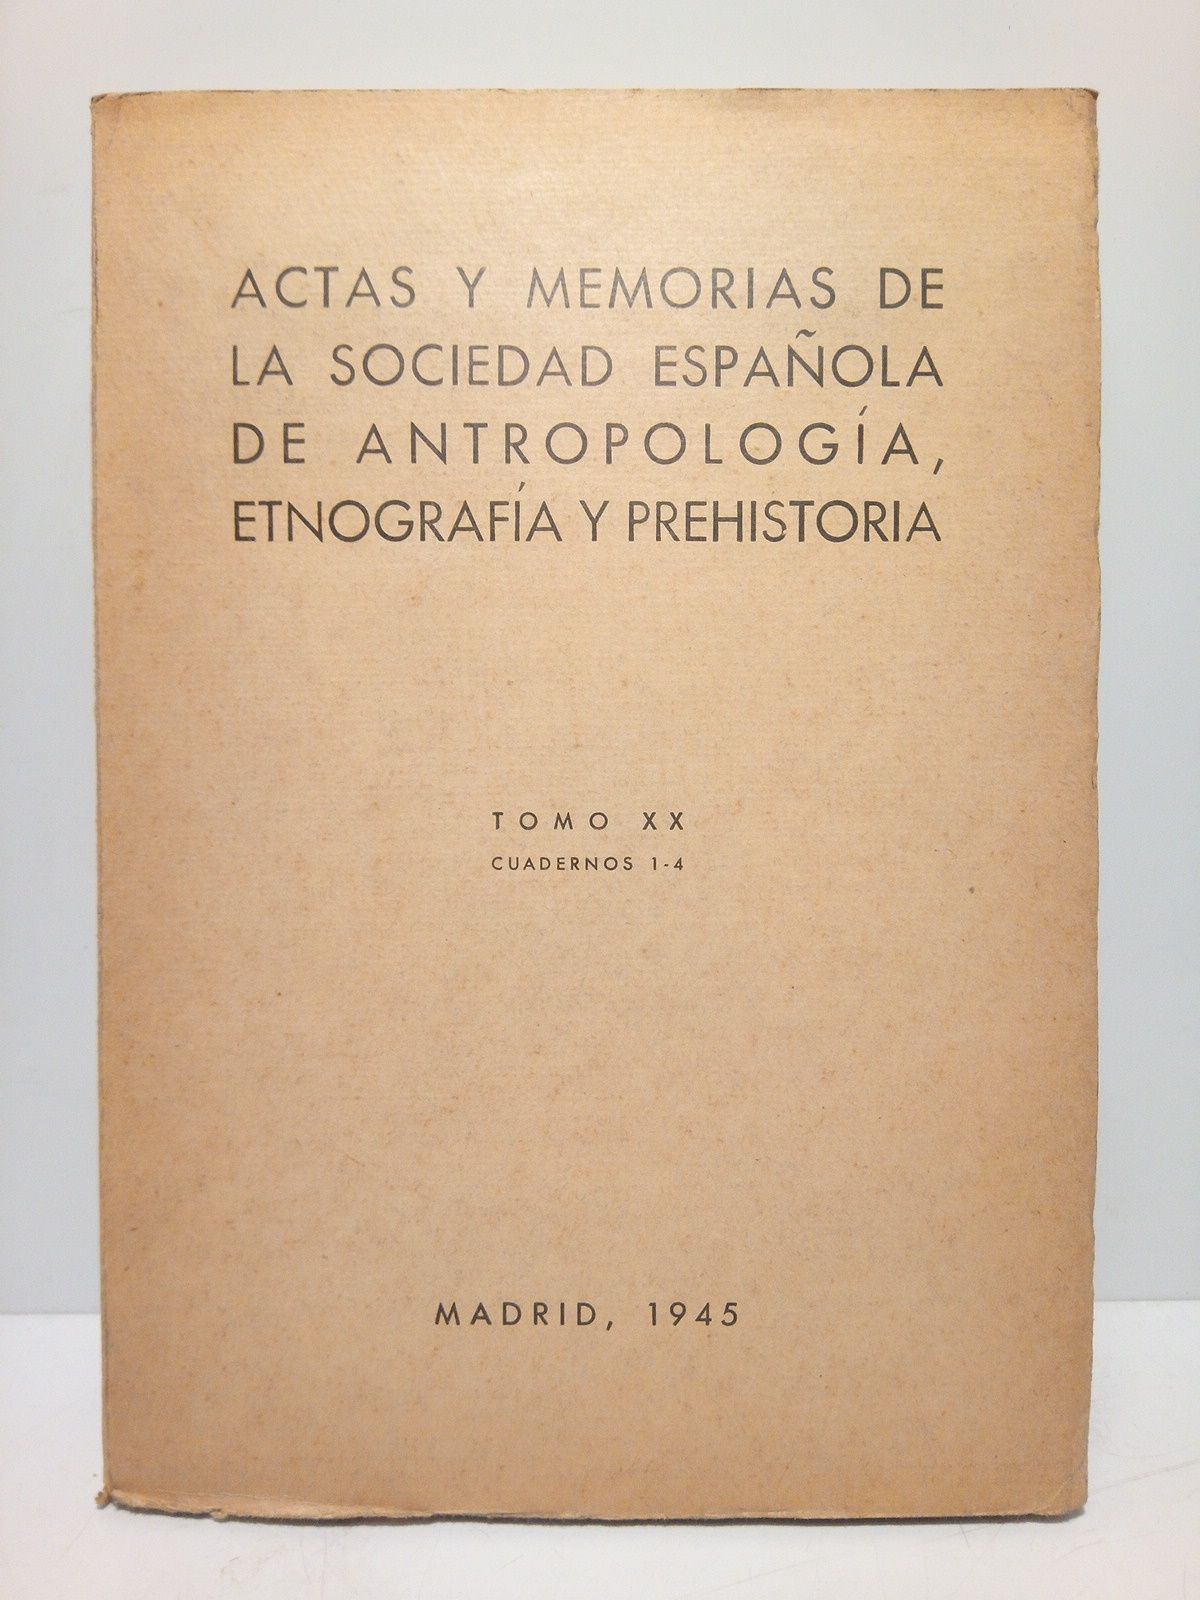 ACTAS Y MEMORIAS DE
LA SOCIEDAD ESPAÑOLA
DE ANTROPOLOGÍA,
ETNOGRAFÍA Y PREHISTORIA
TOMO XX
CUADERNOS 1-4
MADRID, 1945